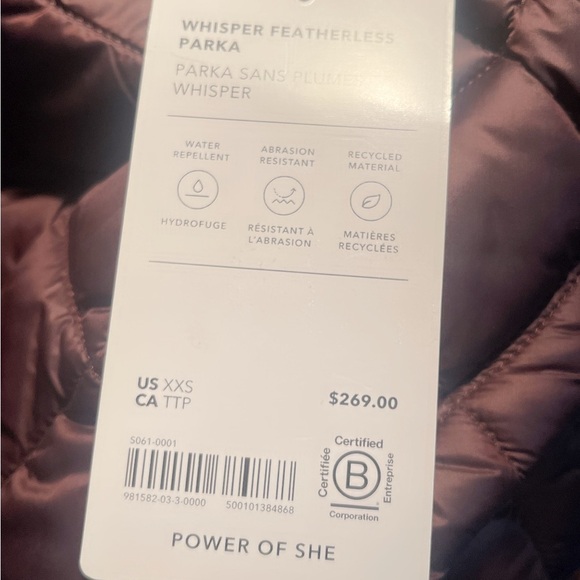 WHISPER FEATHERLESS
PARKA
PARKA SANS PLUMES
WHISPER
WATER
REPELLENT
HYDROFUGE
ABRASION
RESISTANT
RÉSISTANT À
L'ABRASION
RECYCLED
MATERIAL
MATIÈRES
RECYCLÉES
US XXS
CA TTP
$269.00
S061-0001
981582-03-3-0000 500101384868
Certified
Certifiée
B
Entreprise
Corporation
POWER OF SHE